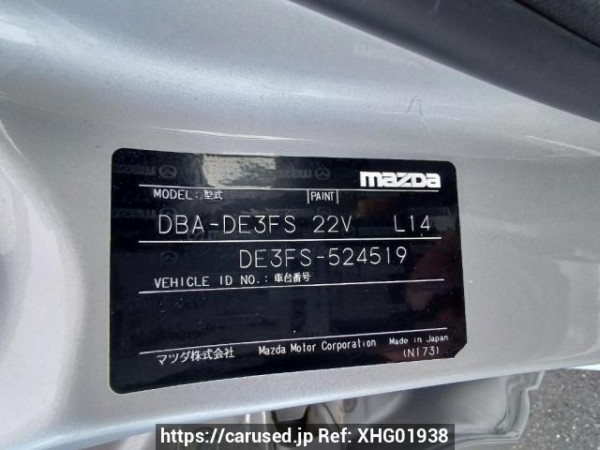 mazda
MODEL:型式 PAINT
DBA-DE3FS 22V L14
DE3FS-524519
VEHICLE ID NO.:車台番号
マツダ株式会社 Mazda Motor Corporation Made in Japan
(N173)
https://carused.jp Ref: XHG01938